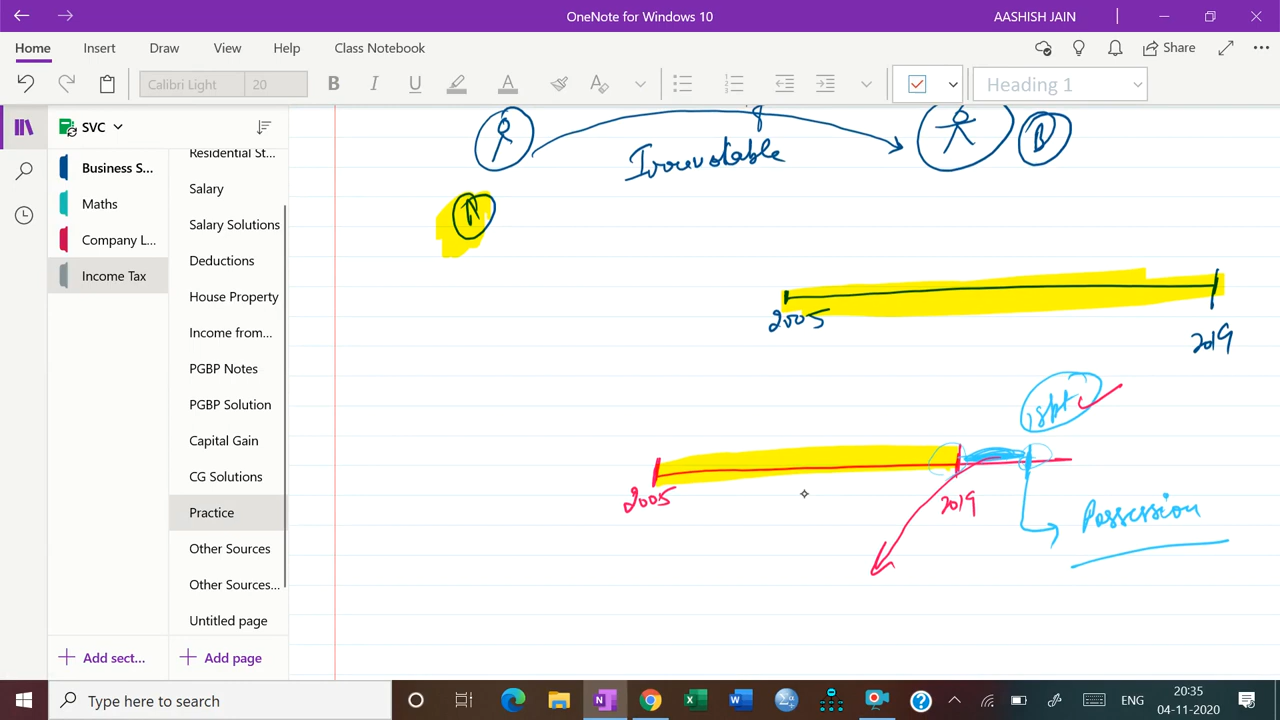 OneNote for Windows 10
AASHISH JAIN
Home Insert Draw View Help Class Notebook
Share
Calibri Light 20
B I U A
Heading 1
SVC
Business S...
Maths
Company L...
Income Tax
Residential St...
Salary
Salary Solutions
Deductions
House Property
Income from...
PGBP Notes
PGBP Solution
Capital Gain
CG Solutions
Practice
Other Sources
Other Sources...
Untitled page
Add sect...
Add page
B
2005
2019
2005
2019
Possession
Type here to search
ENG
20:35
04-11-2020